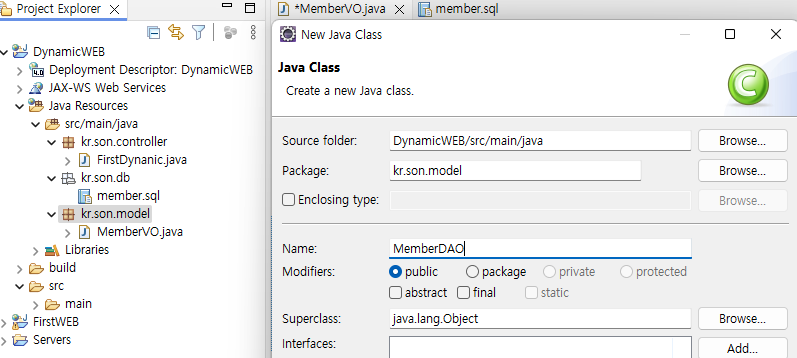 Project Explorer
DynamicWEB
Deployment Descriptor: DynamicWEB
JAX-WS Web Services
Java Resources
src/main/java
kr.son.controller
FirstDynanic.java
kr.son.db
member.sql
kr.son.model
MemberVO.java
Libraries
build
src
main
FirstWEB
Servers
*MemberVO.java
member.sql
New Java Class
Java Class
Create a new Java class.
Source folder: DynamicWEB/src/main/java Browse...
Package: kr.son.model Browse...
Enclosing type: Browse...
Name: MemberDAO
Modifiers: public package private protected
abstract final static
Superclass: java.lang.Object Browse...
Interfaces: Add...